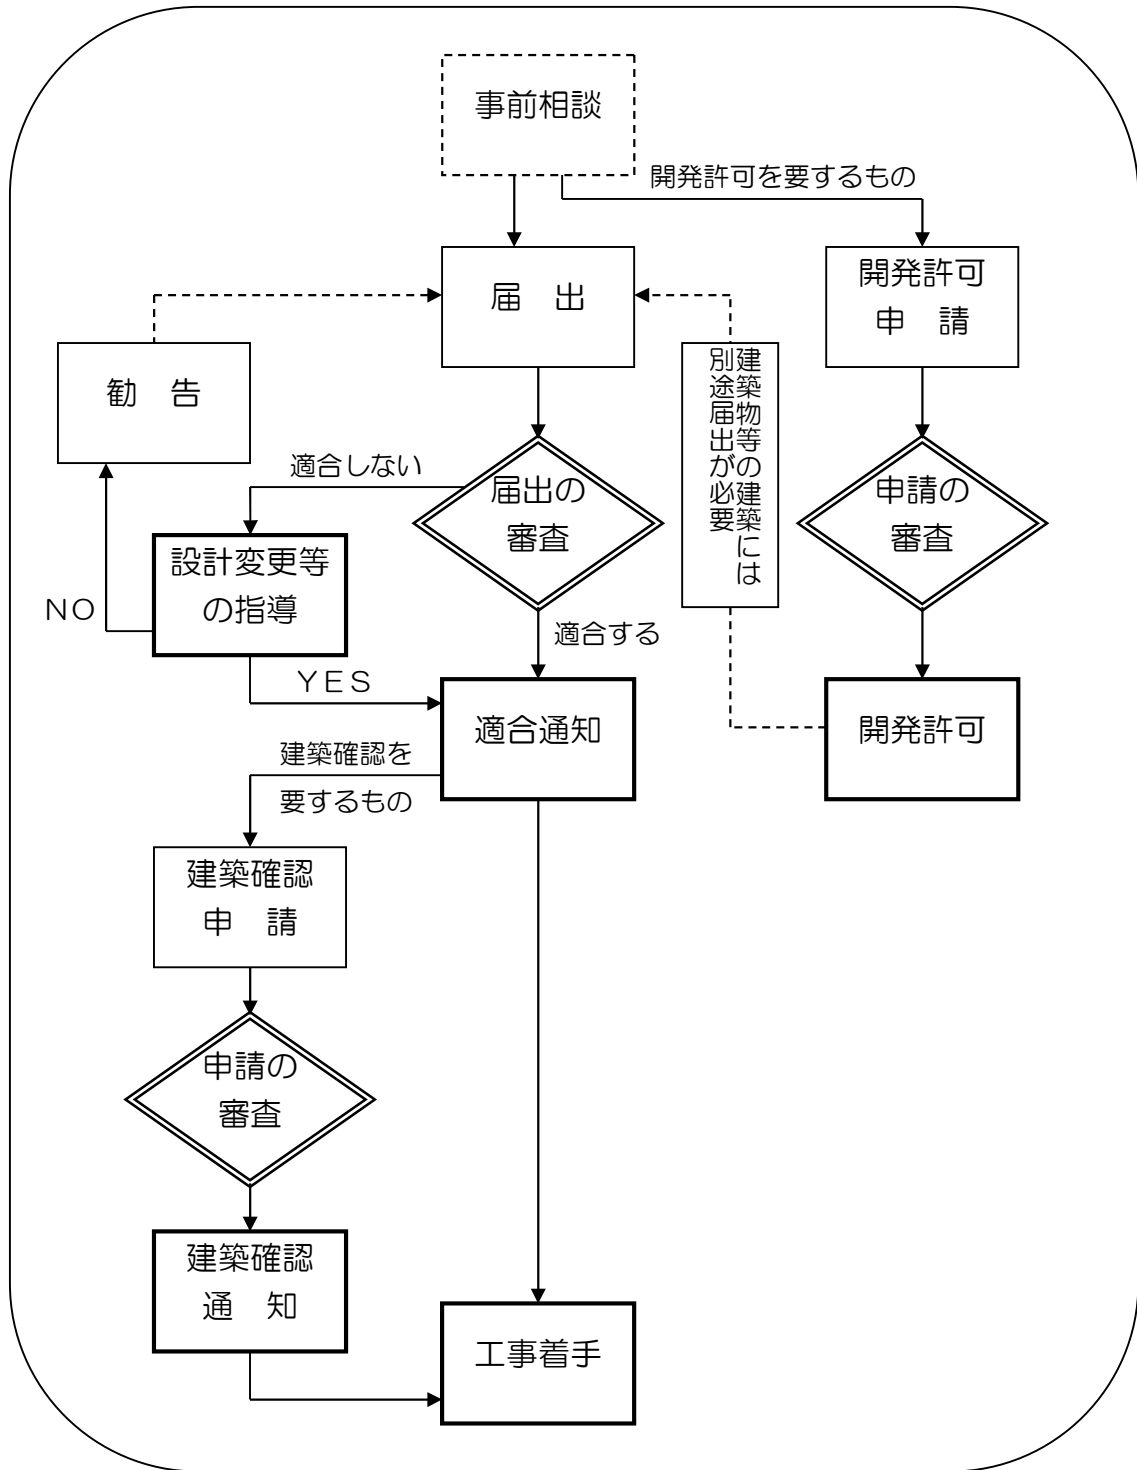 事前相談
開発許可を要するもの
届　出
開発許可
申　請
勧　告
建築物等の建築には
別途届出が必要
適合しない
届出の
審査
申請の
審査
設計変更等
の指導
ＮＯ
適合する
ＹＥＳ
適合通知
開発許可
建築確認を
要するもの
建築確認
申　請
申請の
審査
建築確認
通　知
工事着手